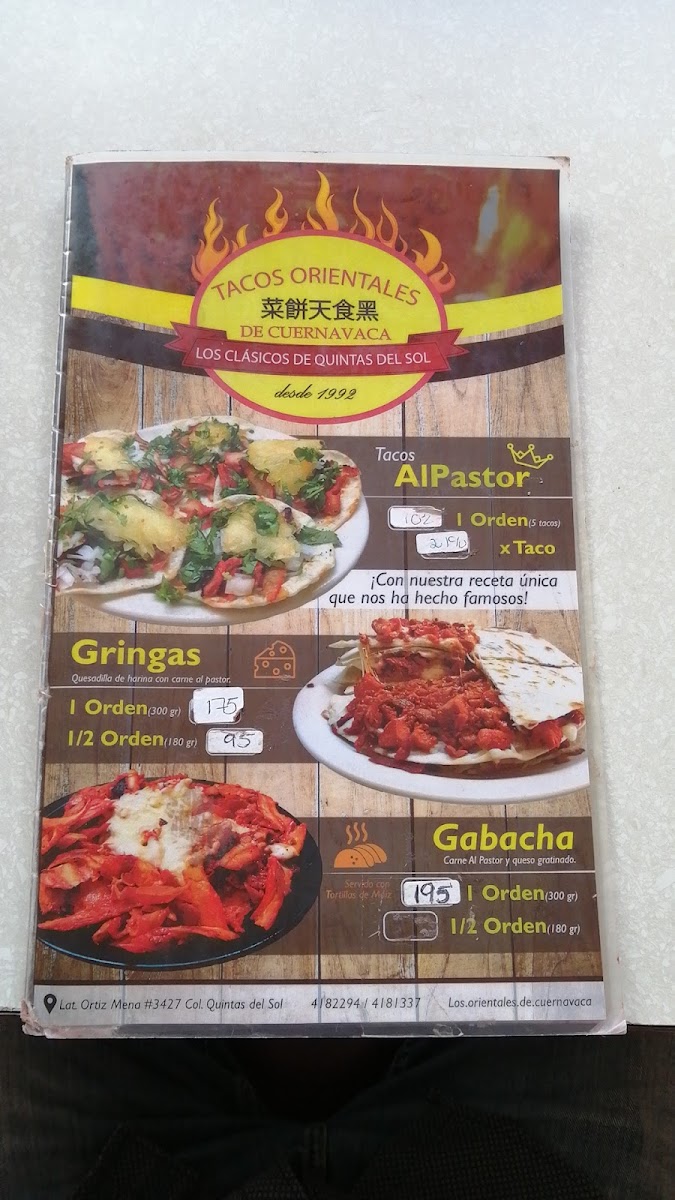 TACOS ORIENTALES
菜餅天食黑
DE CUERNAVACA
LOS CLÁSICOS DE QUINTAS DEL SOL
desde 1992
Tacos
AlPastor
102 1 Orden (5 tacos)
x Taco
¡Con nuestra receta única
que nos ha hecho famosos!
Gringas
Quesadilla de harina con carne al pastor.
1 Orden (300 gr) 175
1/2 Orden (180 gr) 95
Gabacha
Carne Al Pastor y queso gratinado.
Servido con
Tortillas de Maíz
195 1 Orden (300 gr)
1/2 Orden (180 gr)
Lat. Ortiz Mena #3427 Col. Quintas del Sol 4182294 / 4181337 Los.orientales.de.cuernavaca